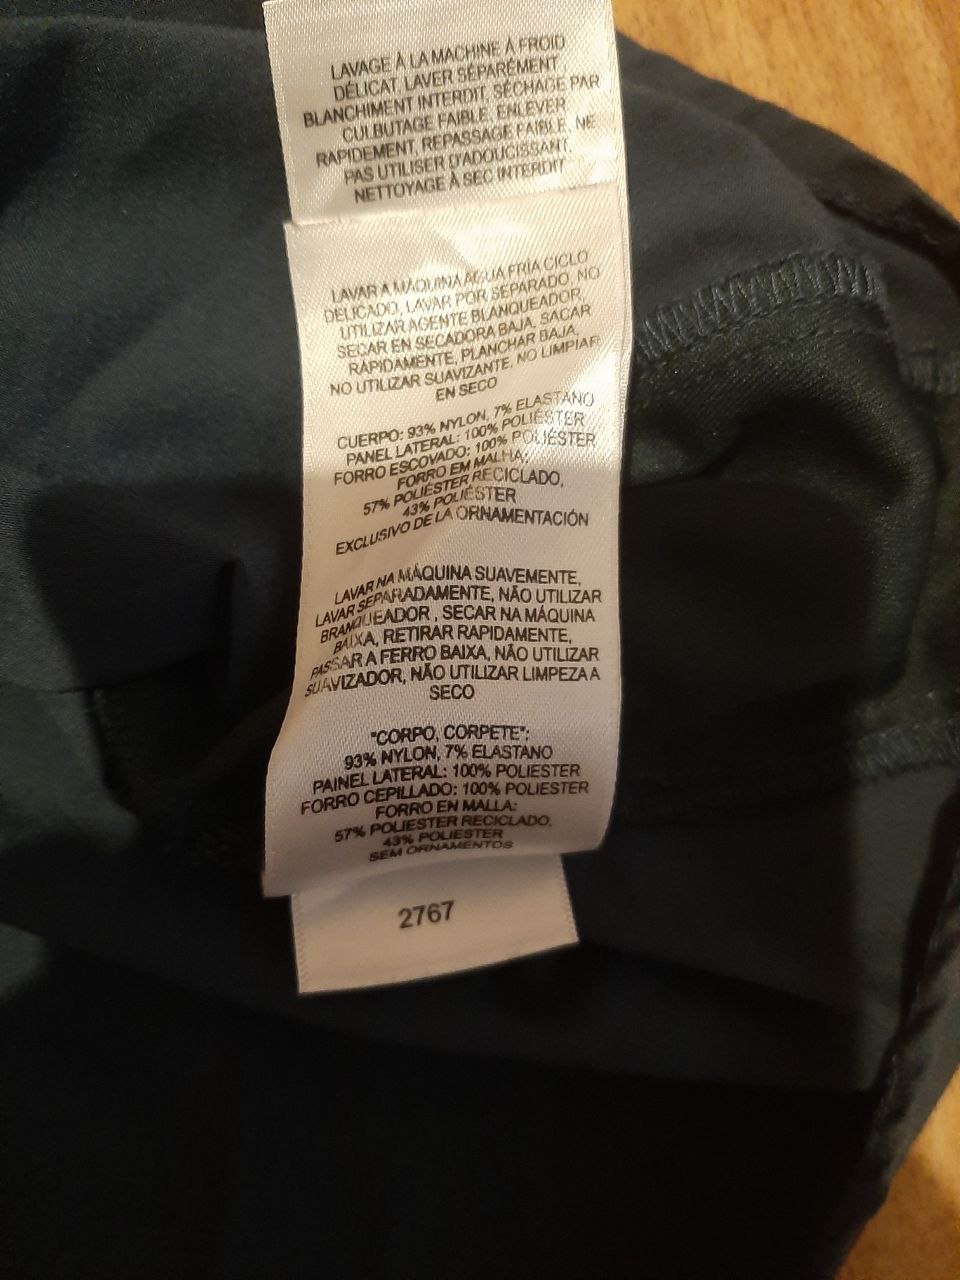 LAVAGE À LA MACHINE À FROID
DÉLICAT, LAVER SÉPARÉMENT,
BLANCHIMENT INTERDIT, SÉCHAGE PAR
CULBUTAGE FAIBLE, ENLEVER
RAPIDEMENT, REPASSAGE FAIBLE, NE
PAS UTILISER D'ADOUCISSANT,
NETTOYAGE À SEC INTERDIT
LAVAR A MÁQUINA AGUA FRÍA CICLO
DELICADO, LAVAR POR SEPARADO, NO
UTILIZAR AGENTE BLANQUEADOR,
SECAR EN SECADORA BAJA, SACAR
RÁPIDAMENTE, PLANCHAR BAJA,
NO UTILIZAR SUAVIZANTE, NO LIMPIAR
EN SECO
CUERPO: 93% NYLON, 7% ELASTANO
PANEL LATERAL: 100% POLIÉSTER
FORRO ESCOVADO: 100% POLIÉSTER
FORRO EM MALHA:
57% POLIÉSTER RECICLADO,
43% POLIÉSTER
EXCLUSIVO DE LA ORNAMENTACIÓN
LAVAR NA MÁQUINA SUAVEMENTE,
LAVAR SEPARADAMENTE, NÃO UTILIZAR
BRANQUEADOR , SECAR NA MÁQUINA
BAIXA, RETIRAR RAPIDAMENTE,
PASSAR A FERRO BAIXA, NÃO UTILIZAR
SUAVIZADOR, NÃO UTILIZAR LIMPEZA A
SECO
"CORPO, CORPETE":
93% NYLON, 7% ELASTANO
PAINEL LATERAL: 100% POLIESTER
FORRO CEPILLADO: 100% POLIESTER
FORRO EN MALLA:
57% POLIESTER RECICLADO,
43% POLIESTER
SEM ORNAMENTOS
2767